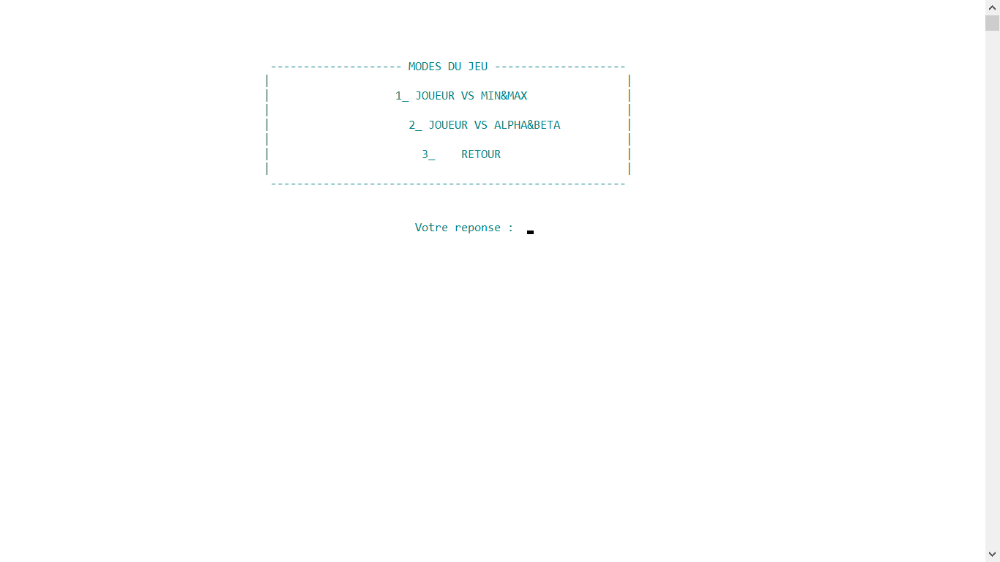 -------------------- MODES DU JEU --------------------
1_ JOUEUR VS MIN&MAX
2_ JOUEUR VS ALPHA&BETA
3_    RETOUR
------------------------------------------------------
Votre reponse :